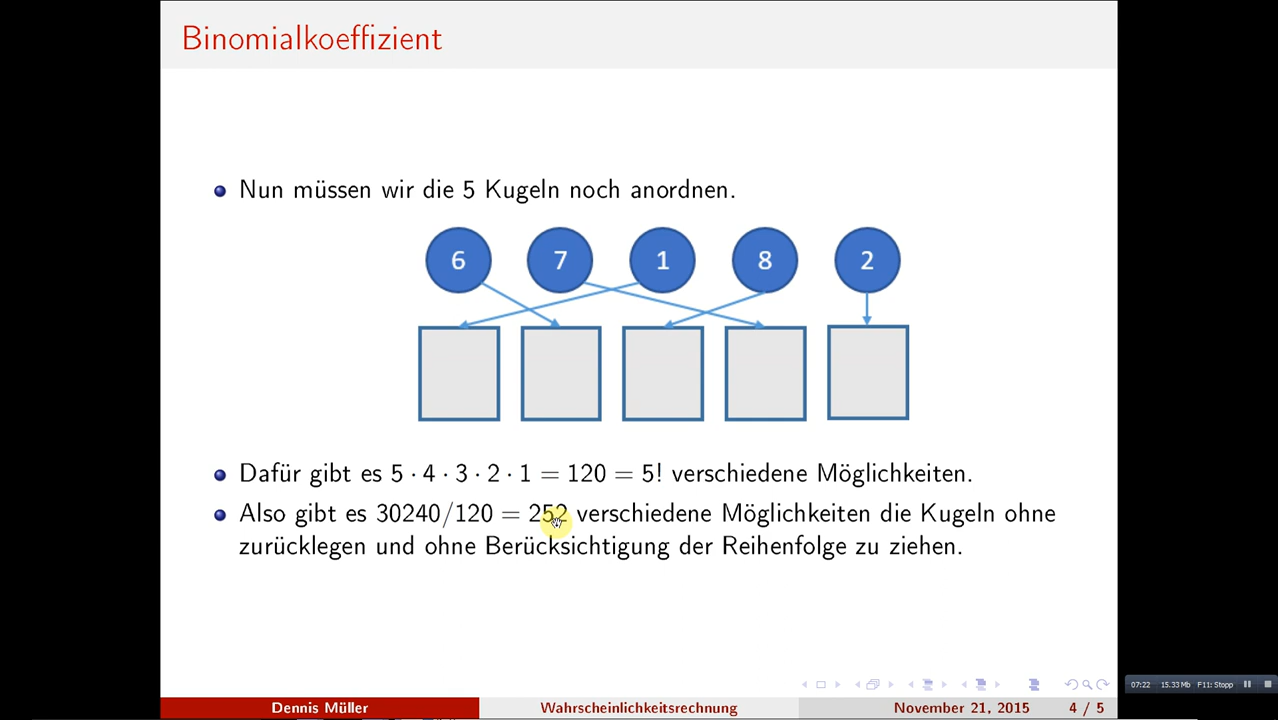 Binomialkoeffizient
Nun müssen wir die 5 Kugeln noch anordnen.
6 7 1 8 2
Dafür gibt es 5 · 4 · 3 · 2 · 1 = 120 = 5! verschiedene Möglichkeiten.
Also gibt es 30240/120 = 252 verschiedene Möglichkeiten die Kugeln ohne
zurücklegen und ohne Berücksichtigung der Reihenfolge zu ziehen.
07:22 15.33 Mb F11: Stopp
Dennis Müller Wahrscheinlichkeitsrechnung November 21, 2015 4 / 5